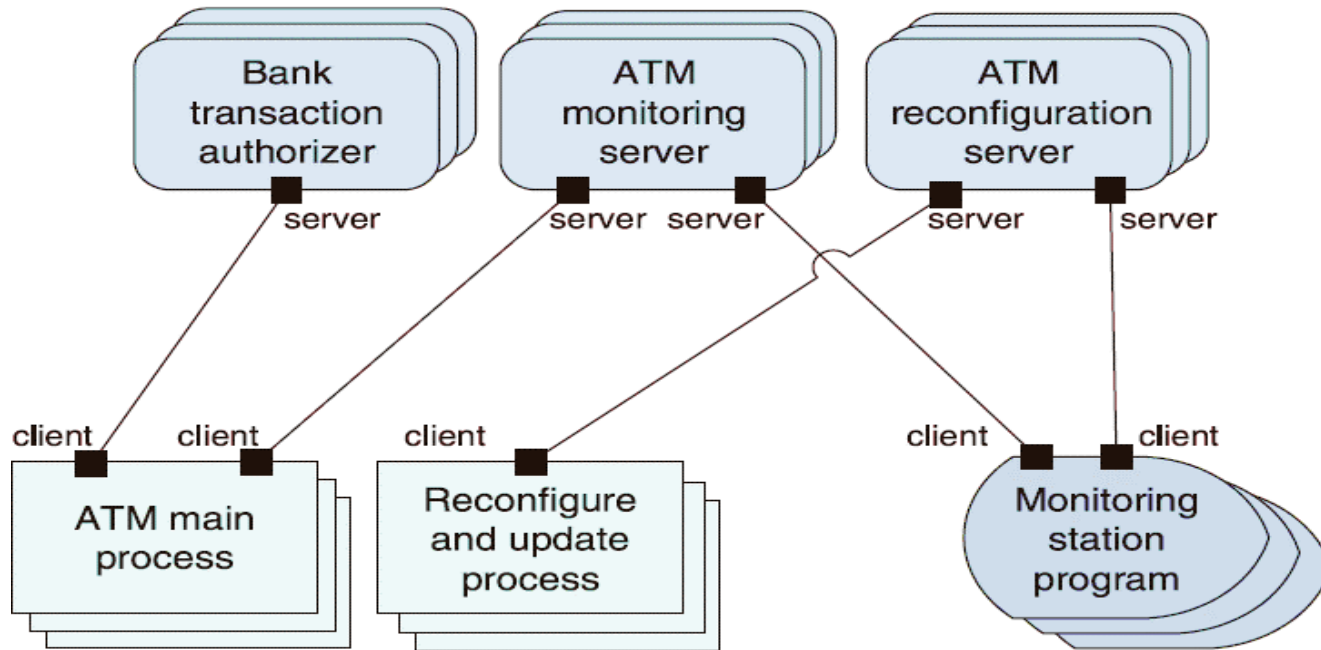 Bank
transaction
authorizer
ATM
monitoring
server
ATM
reconfiguration
server
server
server
server
server
server
client
client
client
client
client
ATM main
process
Reconfigure
and update
process
Monitoring
station
program